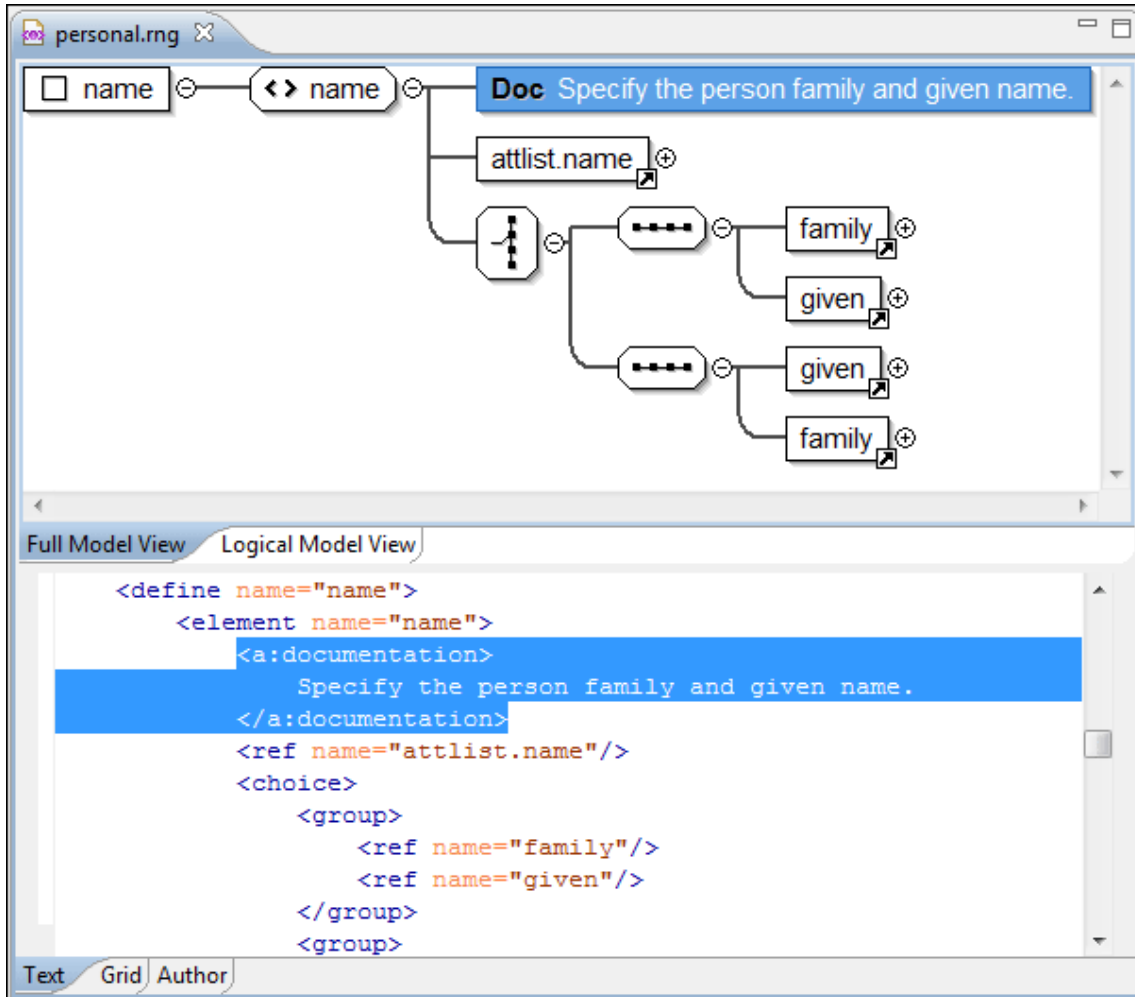 personal.rng
name
name
Doc Specify the person family and given name.
attlist.name
family
given
given
family
Full Model View
Logical Model View
<define name="name">
<element name="name">
<a:documentation>
Specify the person family and given name.
</a:documentation>
<ref name="attlist.name"/>
<choice>
<group>
<ref name="family"/>
<ref name="given"/>
</group>
<group>
Text Grid Author